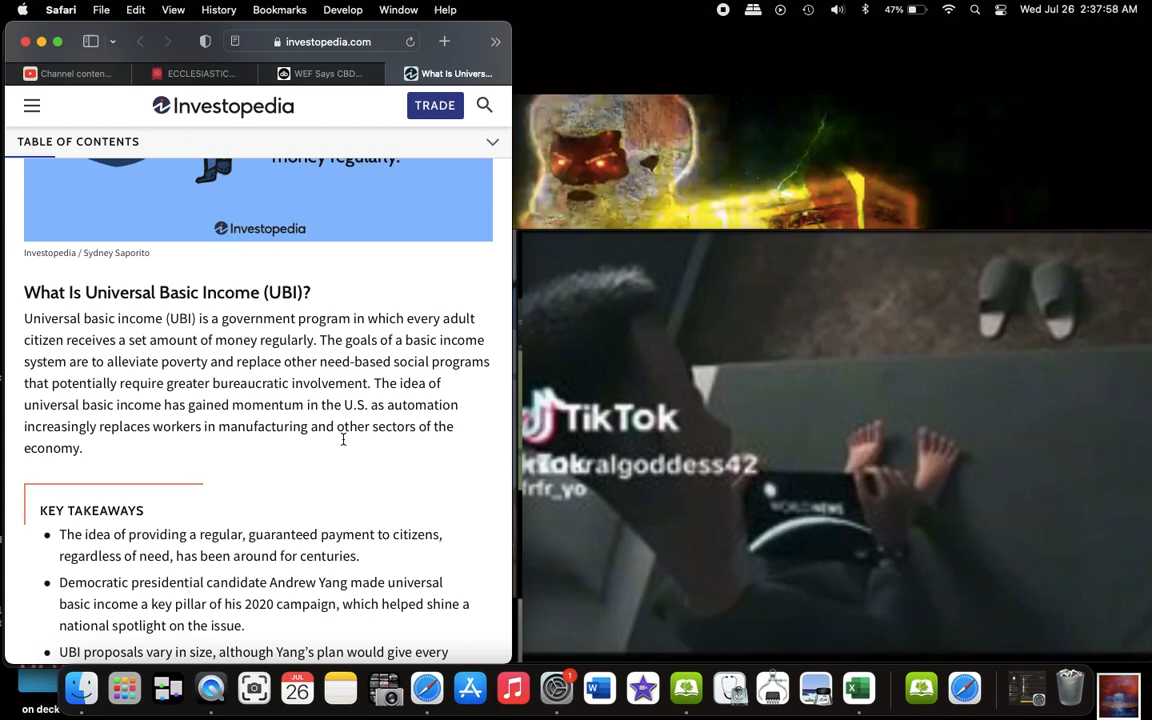 Safari File Edit View History Bookmarks Develop Window Help
47% Wed Jul 26 2:37:58 AM
investopedia.com
Channel conten...
ECCLESIASTIC...
WEF Says CBD...
What Is Univers...
Investopedia
TRADE
TABLE OF CONTENTS
money regularly.
Investopedia
Investopedia / Sydney Saporito
What Is Universal Basic Income (UBI)?
Universal basic income (UBI) is a government program in which every adult
citizen receives a set amount of money regularly. The goals of a basic income
system are to alleviate poverty and replace other need-based social programs
that potentially require greater bureaucratic involvement. The idea of
universal basic income has gained momentum in the U.S. as automation
increasingly replaces workers in manufacturing and other sectors of the
economy.
KEY TAKEAWAYS
The idea of providing a regular, guaranteed payment to citizens,
regardless of need, has been around for centuries.
Democratic presidential candidate Andrew Yang made universal
basic income a key pillar of his 2020 campaign, which helped shine a
national spotlight on the issue.
UBI proposals vary in size, although Yang's plan would give every
TikTok
WORLD NEWS
on deck
JUL
26
1